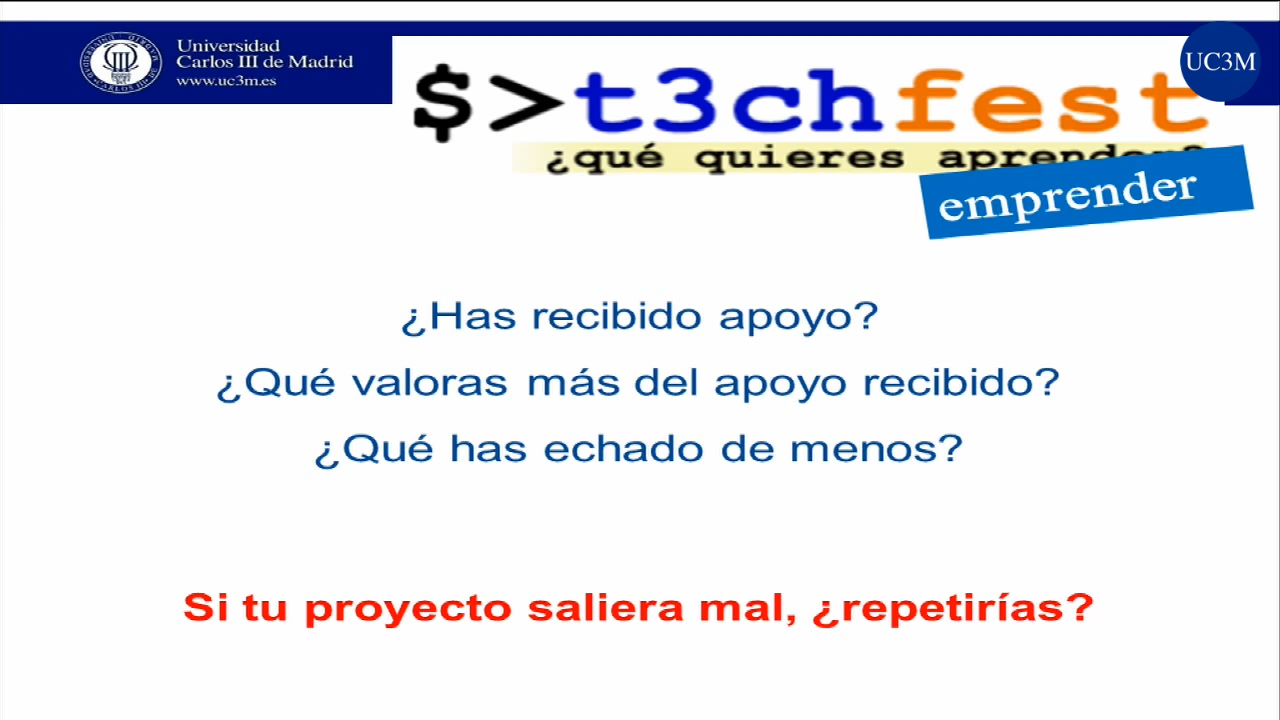 Universidad
Carlos III de Madrid
www.uc3m.es
UC3M
$>t3chfest
¿qué quieres aprender?
emprender
¿Has recibido apoyo?
¿Qué valoras más del apoyo recibido?
¿Qué has echado de menos?
Si tu proyecto saliera mal, ¿repetirías?